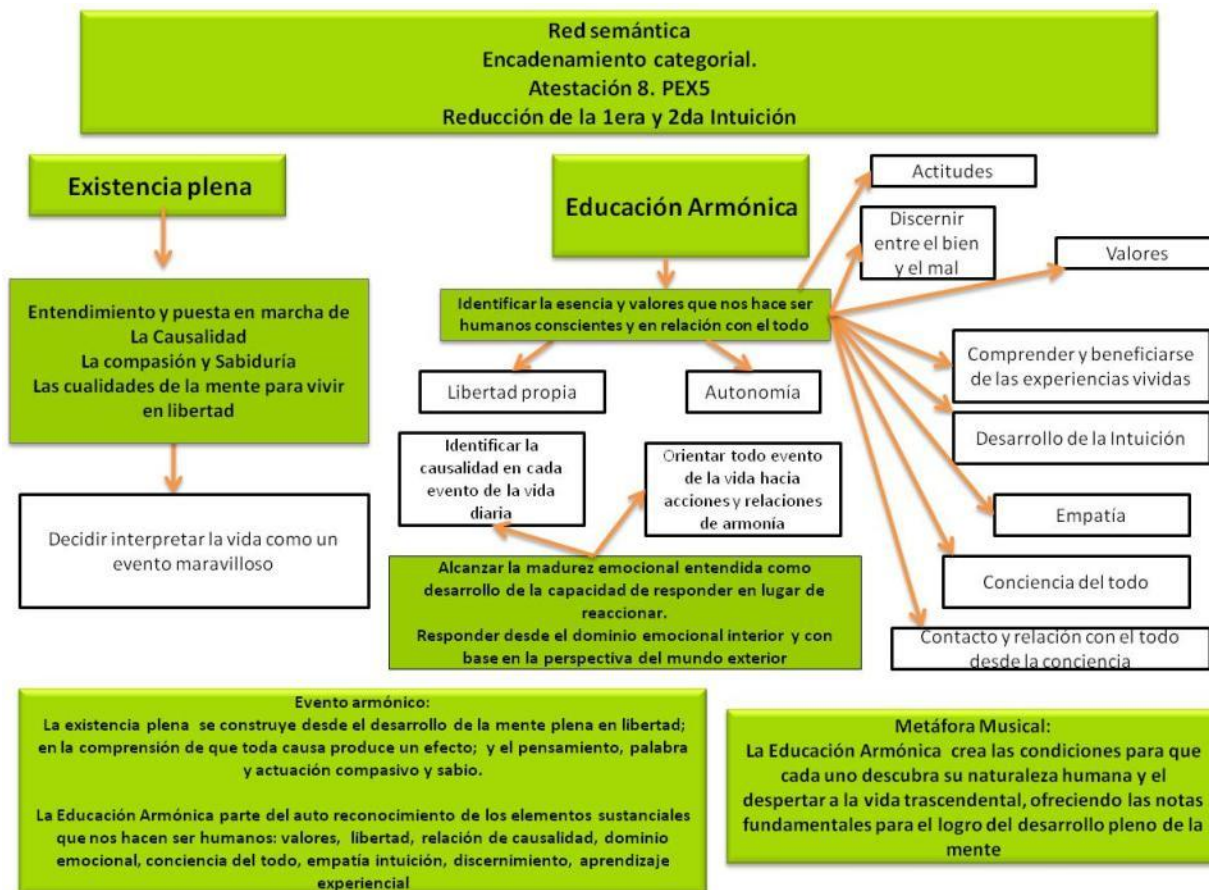 Red semántica
Encadenamiento categorial.
Atestación 8. PEX5
Reducción de la 1era y 2da Intuición
Existencia plena
Entendimiento y puesta en marcha de
La Causalidad
La compasión y Sabiduría
Las cualidades de la mente para vivir
en libertad
Decidir interpretar la vida como un
evento maravilloso
Educación Armónica
Identificar la esencia y valores que nos hace ser
humanos conscientes y en relación con el todo
Actitudes
Discernir
entre el bien
y el mal
Valores
Comprender y beneficiarse
de las experiencias vividas
Desarrollo de la Intuición
Empatía
Conciencia del todo
Contacto y relación con el todo
desde la conciencia
Libertad propia
Autonomía
Identificar la
causalidad en cada
evento de la vida
diaria
Orientar todo evento
de la vida hacia
acciones y relaciones
de armonía
Alcanzar la madurez emocional entendida como
desarrollo de la capacidad de responder en lugar de
reaccionar.
Responder desde el dominio emocional interior y con
base en la perspectiva del mundo exterior
Evento armónico:
La existencia plena se construye desde el desarrollo de la mente plena en libertad;
en la comprensión de que toda causa produce un efecto; y el pensamiento, palabra
y actuación compasivo y sabio.
La Educación Armónica parte del auto reconocimiento de los elementos sustanciales
que nos hacen ser humanos: valores, libertad, relación de causalidad, dominio
emocional, conciencia del todo, empatía intuición, discernimiento, aprendizaje
experiencial
Metáfora Musical:
La Educación Armónica crea las condiciones para que
cada uno descubra su naturaleza humana y el
despertar a la vida trascendental, ofreciendo las notas
fundamentales para el logro del desarrollo pleno de la
mente